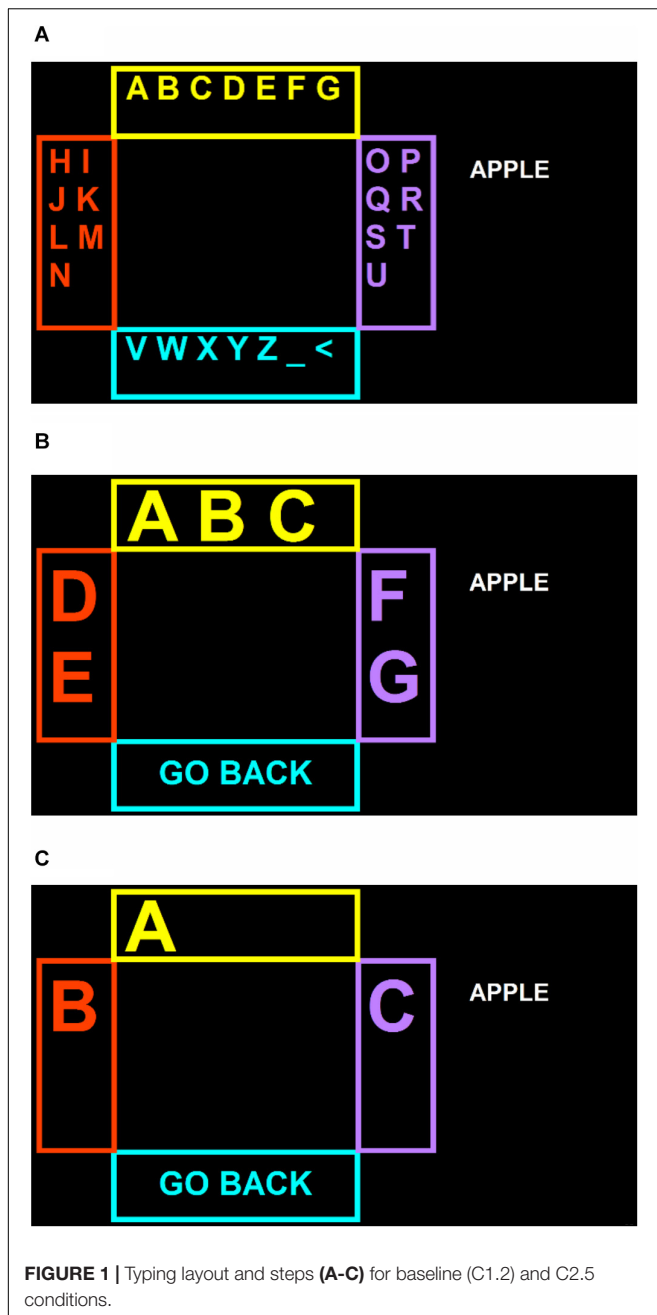 A
A B C D E F G
H I
J K
L M
N
O P
Q R
S T
U
APPLE
V W X Y Z _ <
B
A B C
D
E
F
G
APPLE
GO BACK
C
A
B
C
APPLE
GO BACK
FIGURE 1 | Typing layout and steps (A-C) for baseline (C1.2) and C2.5
conditions.